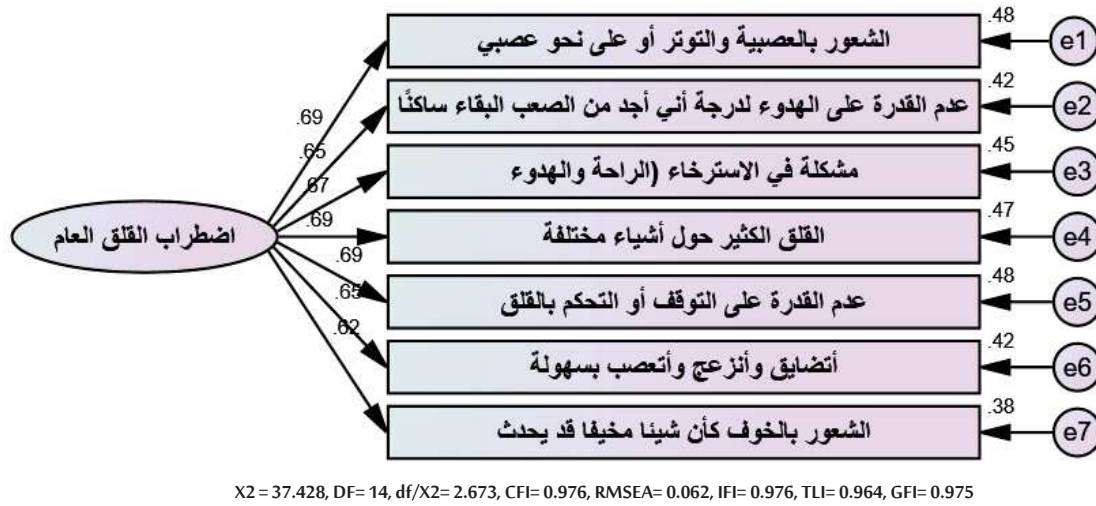 .48
الشعور بالعصبية والتوتر أو على نحو عصبي
e1
.69
.42
عدم القدرة على الهدوء لدرجة أني أجد من الصعب البقاء ساكنًا
e2
.65
.45
مشكلة في الاسترخاء (الراحة والهدوء
e3
.67
.47
القلق الكثير حول أشياء مختلفة
e4
.69
اضطراب القلق العام
.48
عدم القدرة على التوقف أو التحكم بالقلق
e5
.69
.42
أتضايق وأنزعج وأتعصب بسهولة
e6
.65
.38
الشعور بالخوف كأن شيئا مخيفا قد يحدث
e7
.62
X2 = 37.428, DF= 14, df/X2= 2.673, CFI= 0.976, RMSEA= 0.062, IFI= 0.976, TLI= 0.964, GFI= 0.975